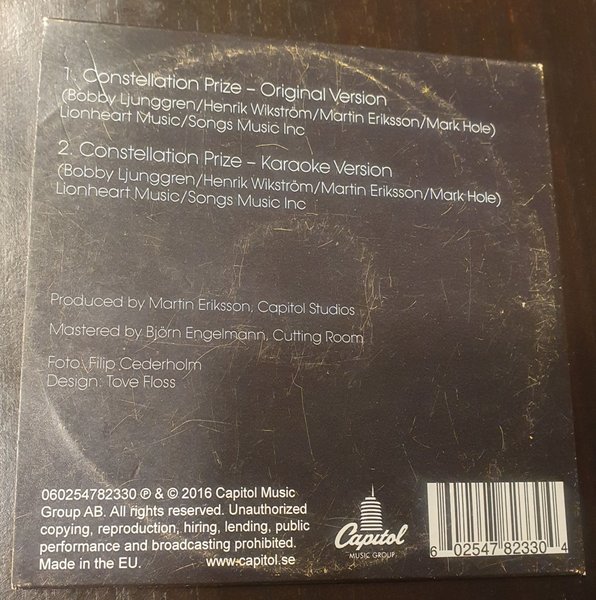 1. Constellation Prize – Original Version
(Bobby Ljunggren/Henrik Wikström/Martin Eriksson/Mark Hole)
Lionheart Music/Songs Music Inc
2. Constellation Prize – Karaoke Version
(Bobby Ljunggren/Henrik Wikström/Martin Eriksson/Mark Hole)
Lionheart Music/Songs Music Inc
Produced by Martin Eriksson, Capitol Studios
Mastered by Björn Engelmann, Cutting Room
Foto: Filip Cederholm
Design: Tove Floss
060254782330 ℗ & © 2016 Capitol Music
Group AB. All rights reserved. Unauthorized
copying, reproduction, hiring, lending, public
performance and broadcasting prohibited.
Made in the EU. www.capitol.se
Capitol
MUSIC GROUP
6 02547 82330 4